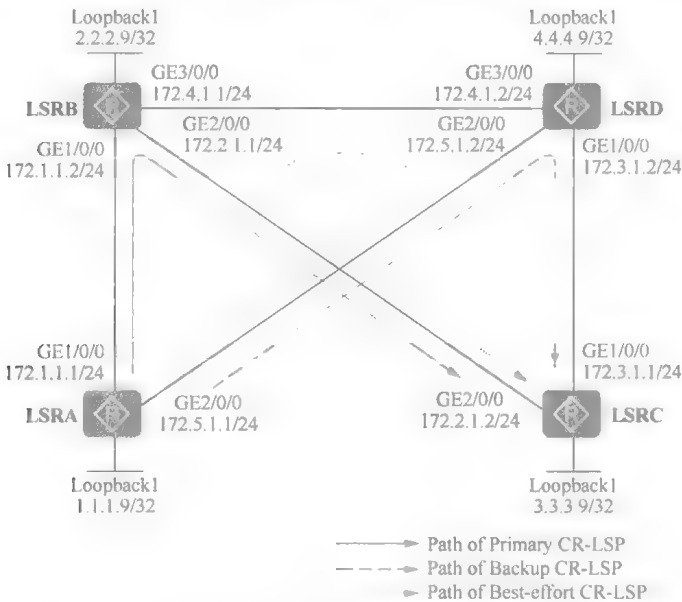 Loopback1
2.2.2.9/32
Loopback1
4.4.4 9/32
GE3/0/0
172.4.1 1/24
GE3/0/0
172.4.1.2/24
LSRB
LSRD
GE2/0/0
172.2 1.1/24
GE2/0/0
172.5.1.2/24
GE1/0/0
172.1.1.2/24
GE1/0/0
172.3.1.2/24
GE1/0/0
172.1.1.1/24
GE1/0/0
172.3.1.1/24
GE2/0/0
172.5.1.1/24
GE2/0/0
172.2.1.2/24
LSRA
LSRC
Loopback1
1.1.1.9/32
Loopback1
3.3.3 9/32
Path of Primary CR-LSP
Path of Backup CR-LSP
Path of Best-effort CR-LSP